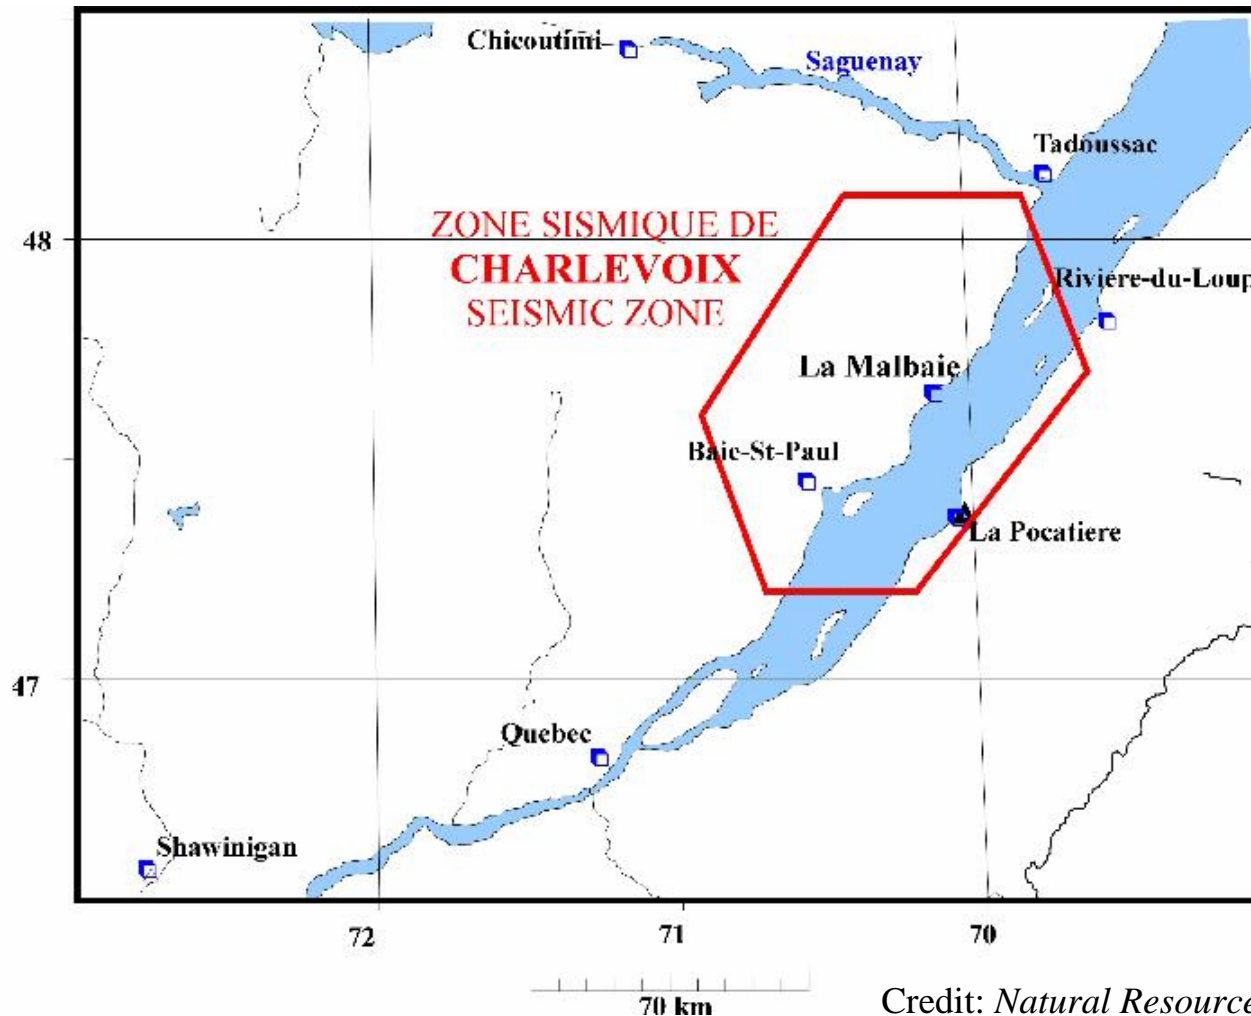 Chicoutimi
Saguenay
Tadoussac
ZONE SISMIQUE DE
CHARLEVOIX
SEISMIC ZONE
48
Riviere-du-Loup
La Malbaie
Baie-St-Paul
La Pocatiere
47
Quebec
Shawinigan
72
71
70
70 km
Credit: Natural Resource